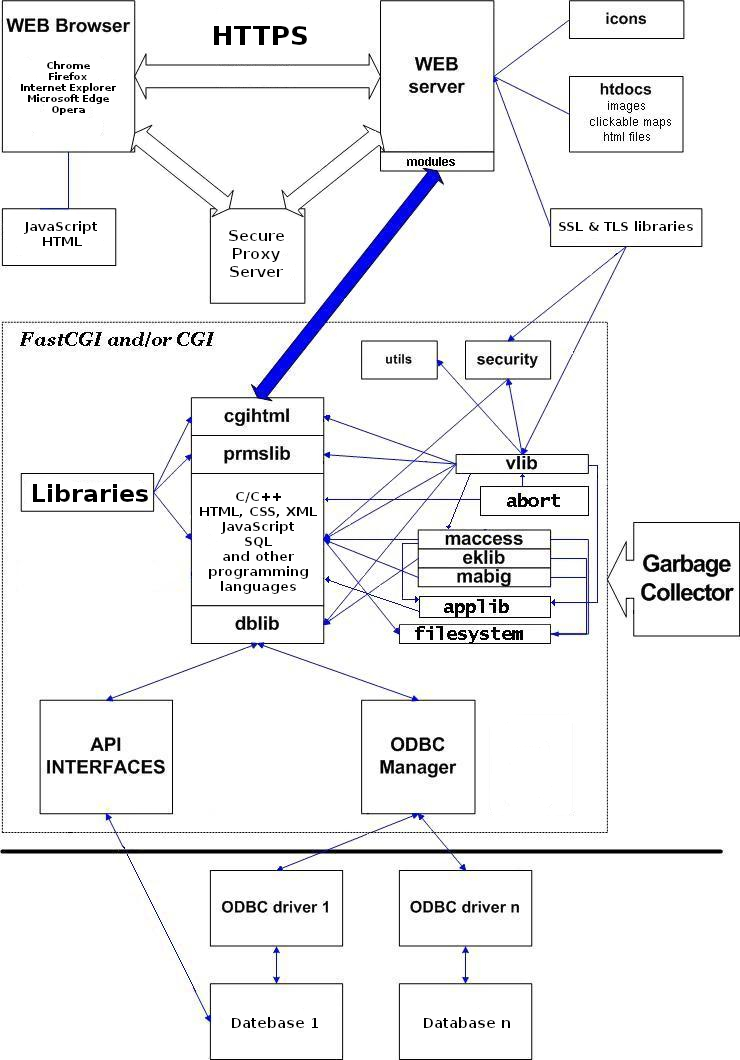 WEB Browser
Chrome
Firefox
Internet Explorer
Microsoft Edge
Opera
HTTPS
WEB
server
modules
icons
htdocs
images
clickable maps
html files
JavaScript
HTML
Secure
Proxy
Server
SSL & TLS libraries
FastCGI and/or CGI
utils
security
cgihtml
prmslib
Libraries
C/C++
HTML, CSS, XML
JavaScript
SQL
and other
programming
languages
dblib
vlib
abort
maccess
eklib
mabig
applib
filesystem
Garbage
Collector
API
INTERFACES
ODBC
Manager
ODBC driver 1
ODBC driver n
Datebase 1
Database n